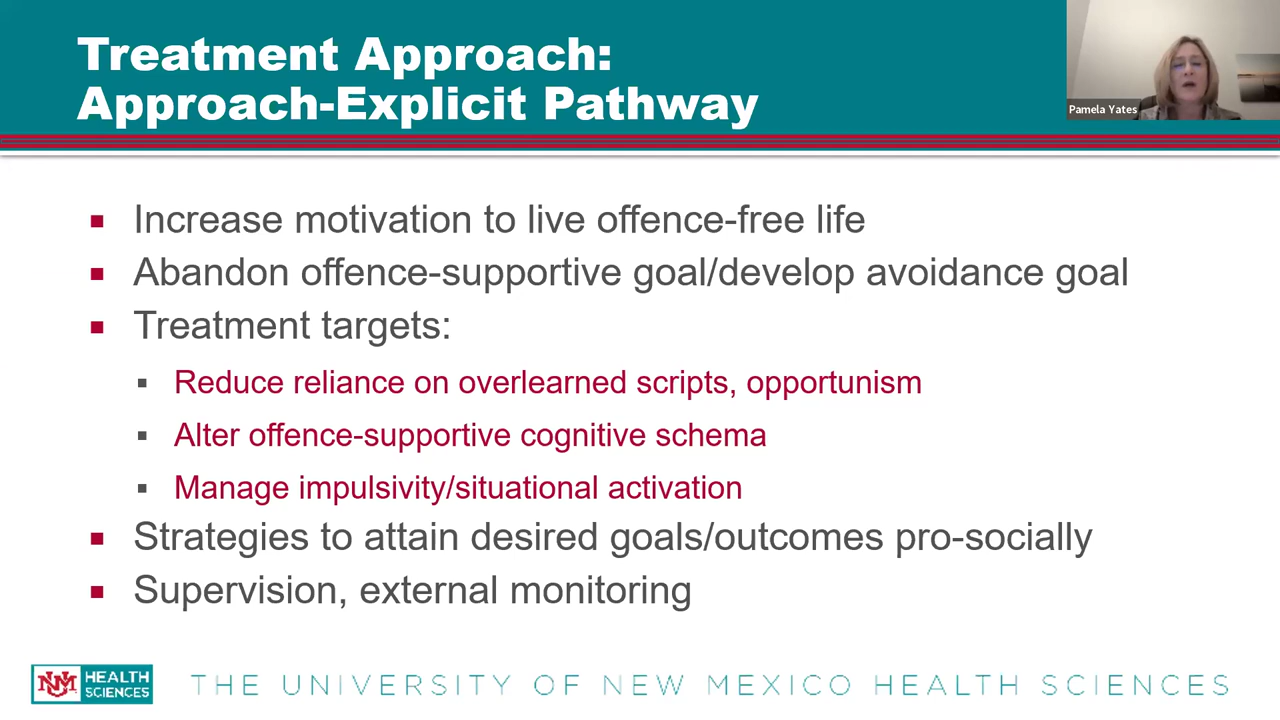 Treatment Approach:
Approach-Explicit Pathway
Pamela Yates
Increase motivation to live offence-free life
Abandon offence-supportive goal/develop avoidance goal
Treatment targets:
Reduce reliance on overlearned scripts, opportunism
Alter offence-supportive cognitive schema
Manage impulsivity/situational activation
Strategies to attain desired goals/outcomes pro-socially
Supervision, external monitoring
UNM HEALTH
SCIENCES
THE UNIVERSITY OF NEW MEXICO HEALTH SCIENCES